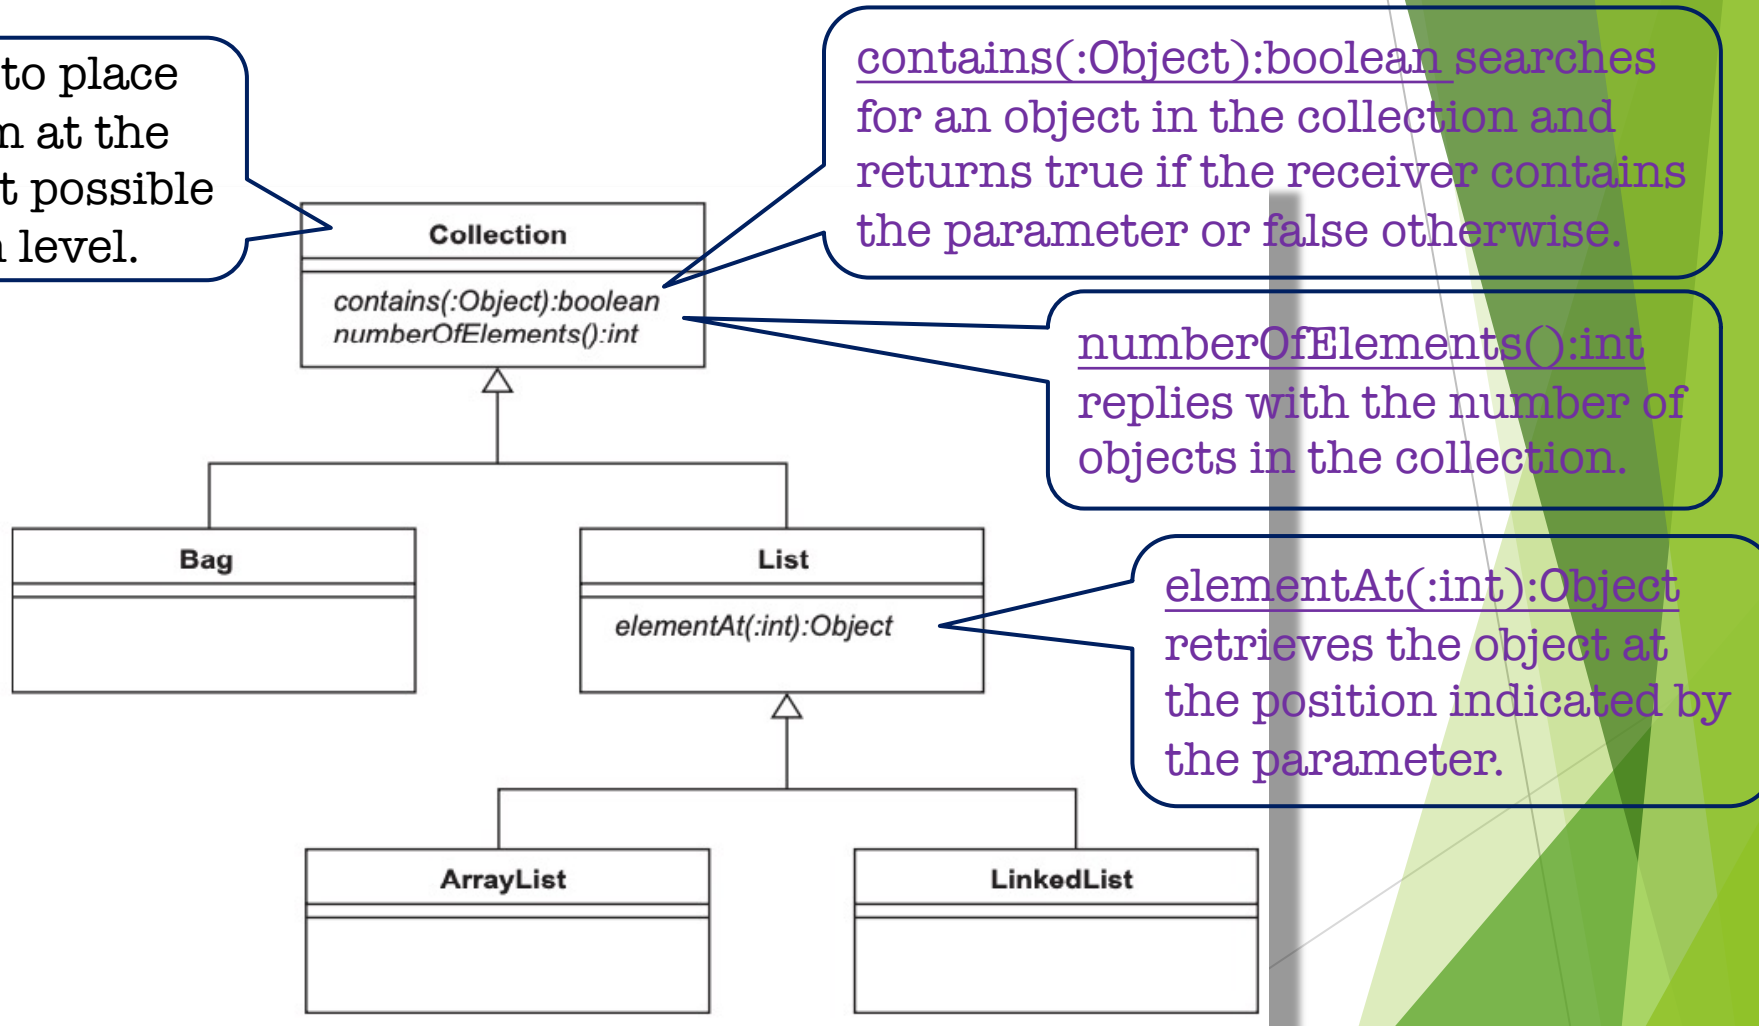 to place
at the
possible
level.
contains(:Object):boolean searches
for an object in the collection and
returns true if the receiver contains
the parameter or false otherwise.
Collection
contains(:Object):boolean
numberOfElements():int
numberOfElements():int
replies with the number of
objects in the collection.
Bag
List
elementAt(:int):Object
elementAt(:int):Object
retrieves the object at
the position indicated by
the parameter.
ArrayList
LinkedList